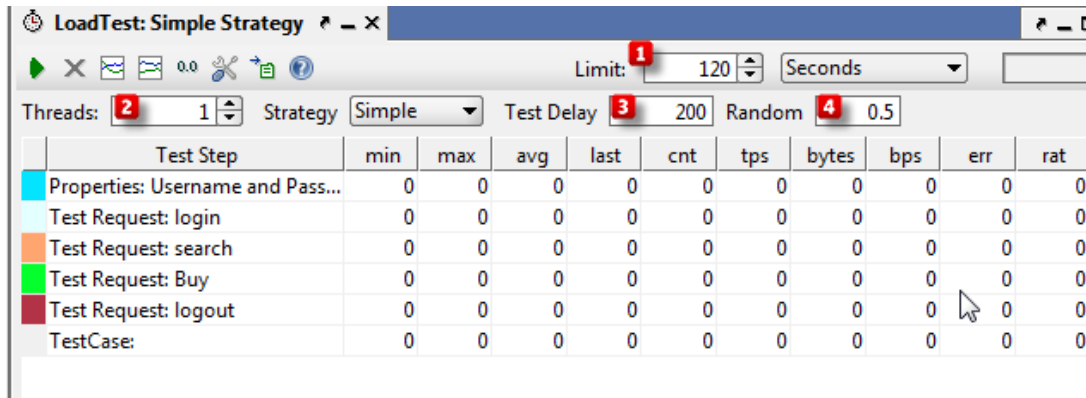 LoadTest: Simple Strategy
0.0 ? Limit: 1 120 Seconds
Threads: 2 1 Strategy Simple Test Delay 3 200 Random 4 0.5
Test Step min max avg last cnt tps bytes bps err rat
Properties: Username and Pass... 0 0 0 0 0 0 0 0 0 0
Test Request: login 0 0 0 0 0 0 0 0 0 0
Test Request: search 0 0 0 0 0 0 0 0 0 0
Test Request: Buy 0 0 0 0 0 0 0 0 0 0
Test Request: logout 0 0 0 0 0 0 0 0 0 0
TestCase: 0 0 0 0 0 0 0 0 0 0